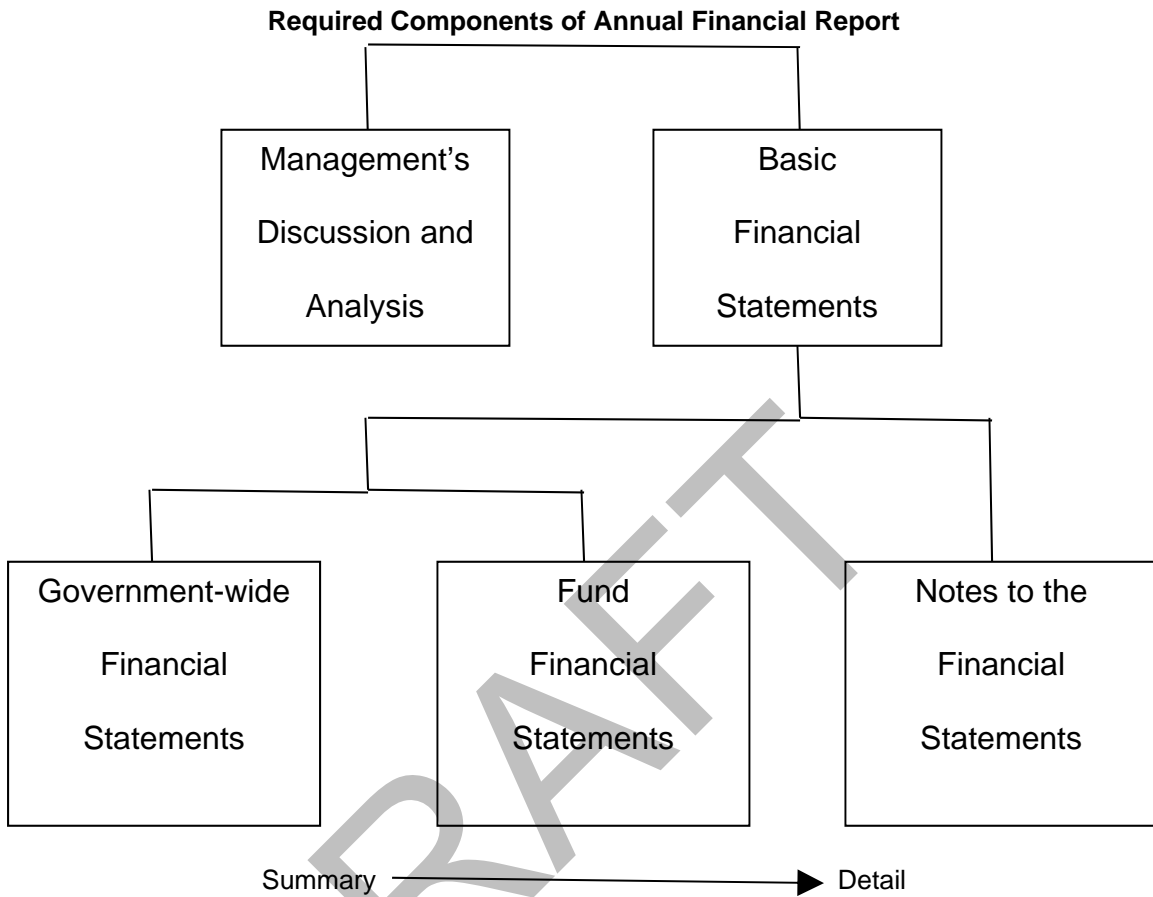 Required Components of Annual Financial Report
Management’s
Discussion and
Analysis
Basic
Financial
Statements
Government-wide
Financial
Statements
Fund
Financial
Statements
Notes to the
Financial
Statements
Summary
Detail
RAFT